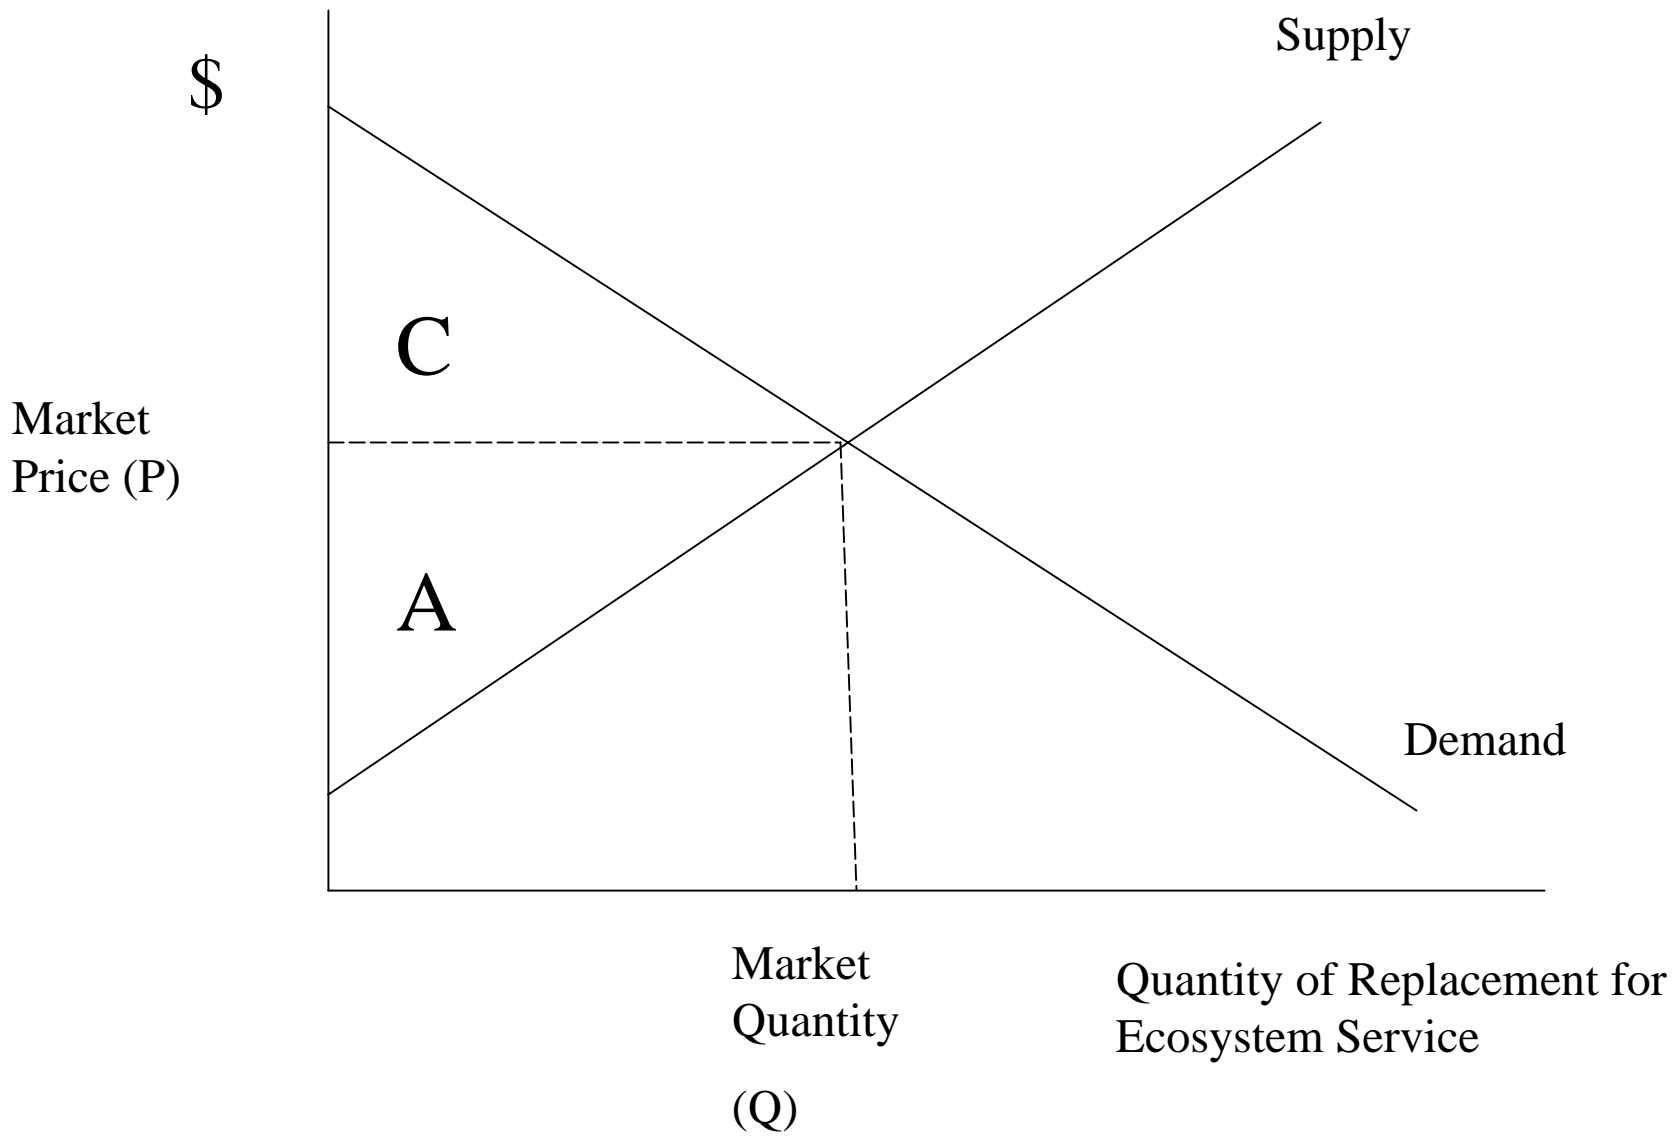 Supply
$
C
Market
Price (P)
A
Demand
Market
Quantity
(Q)
Quantity of Replacement for
Ecosystem Service